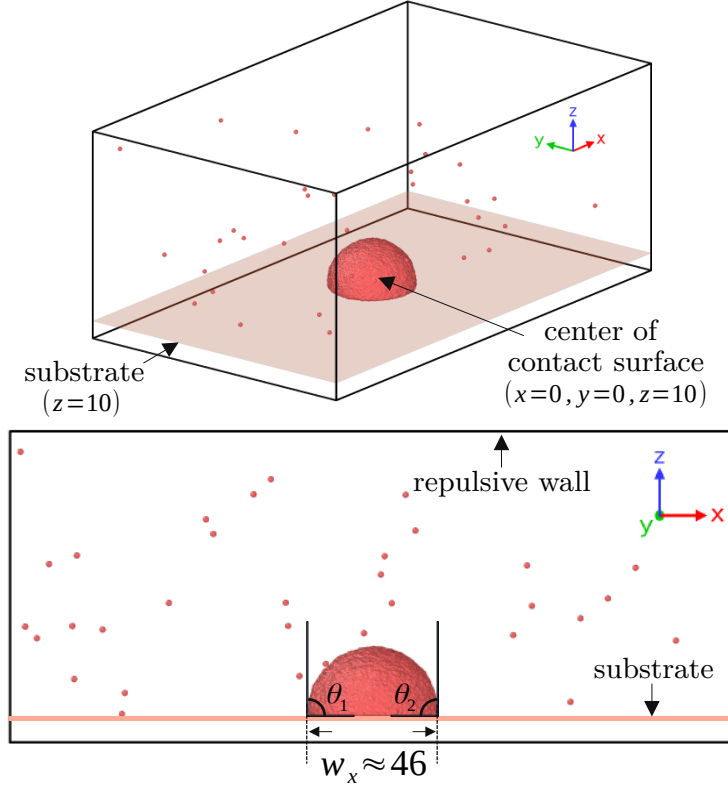 z
y
x
substrate
(z=10)
center of
contact surface
(x=0, y=0, z=10)
repulsive wall
z
y
x
substrate
θ1
θ2
wx≈46